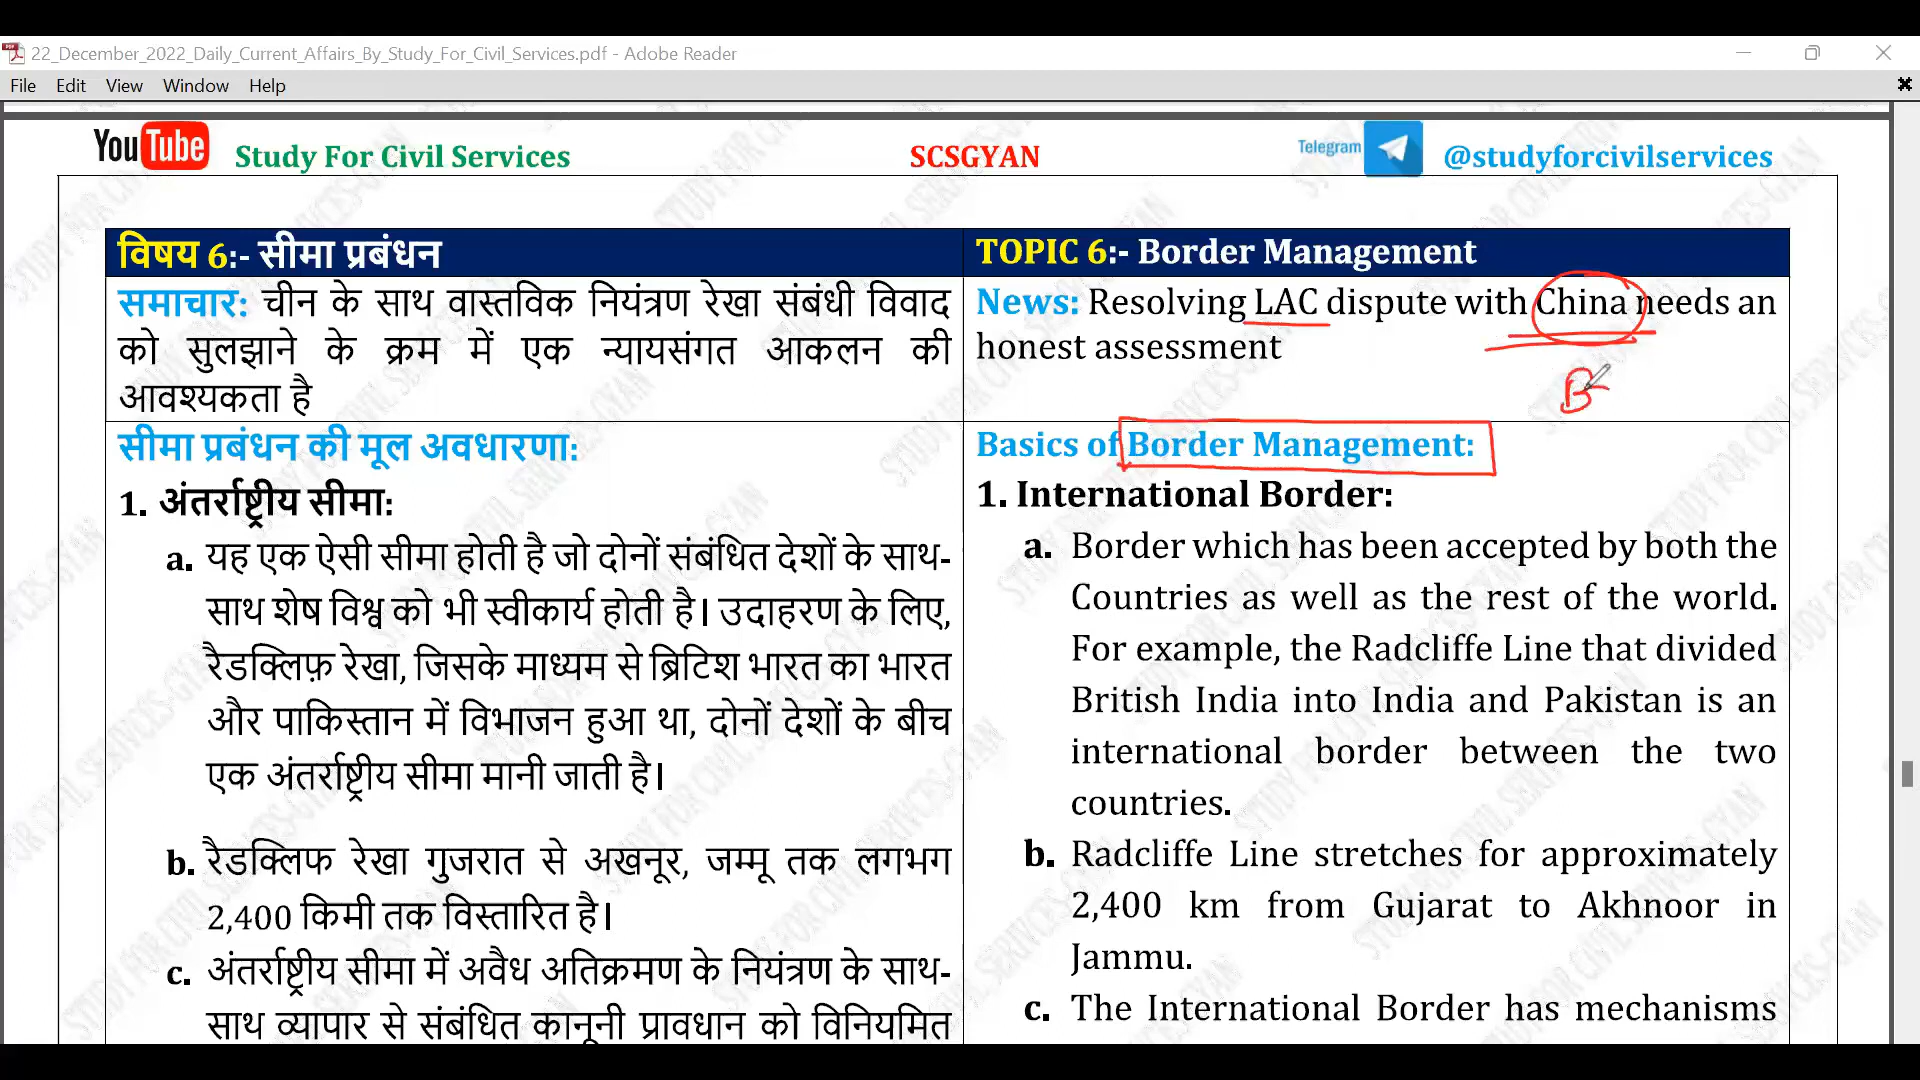 22_December_2022_Daily_Current_Affairs_By_Study_For_Civil_Services.pdf - Adobe Reader
File Edit View Window Help
YouTube Study For Civil Services SCSGYAN Telegram @studyforcivilservices
विषय 6:- सीमा प्रबंधन
समाचार: चीन के साथ वास्तविक नियंत्रण रेखा संबंधी विवाद
को सुलझाने के क्रम में एक न्यायसंगत आकलन की
आवश्यकता है
सीमा प्रबंधन की मूल अवधारणा:
1. अंतर्राष्ट्रीय सीमा:
a. यह एक ऐसी सीमा होती है जो दोनों संबंधित देशों के साथ-
साथ शेष विश्व को भी स्वीकार्य होती है। उदाहरण के लिए,
रैडक्लिफ़ रेखा, जिसके माध्यम से ब्रिटिश भारत का भारत
और पाकिस्तान में विभाजन हुआ था, दोनों देशों के बीच
एक अंतर्राष्ट्रीय सीमा मानी जाती है।
b. रैडक्लिफ रेखा गुजरात से अखनूर, जम्मू तक लगभग
2,400 किमी तक विस्तारित है।
c. अंतर्राष्ट्रीय सीमा में अवैध अतिक्रमण के नियंत्रण के साथ-
साथ व्यापार से संबंधित कानूनी प्रावधान को विनियमित
TOPIC 6:- Border Management
News: Resolving LAC dispute with China needs an
honest assessment
B
Basics of Border Management:
1. International Border:
a. Border which has been accepted by both the
Countries as well as the rest of the world.
For example, the Radcliffe Line that divided
British India into India and Pakistan is an
international border between the two
countries.
b. Radcliffe Line stretches for approximately
2,400 km from Gujarat to Akhnoor in
Jammu.
c. The International Border has mechanisms